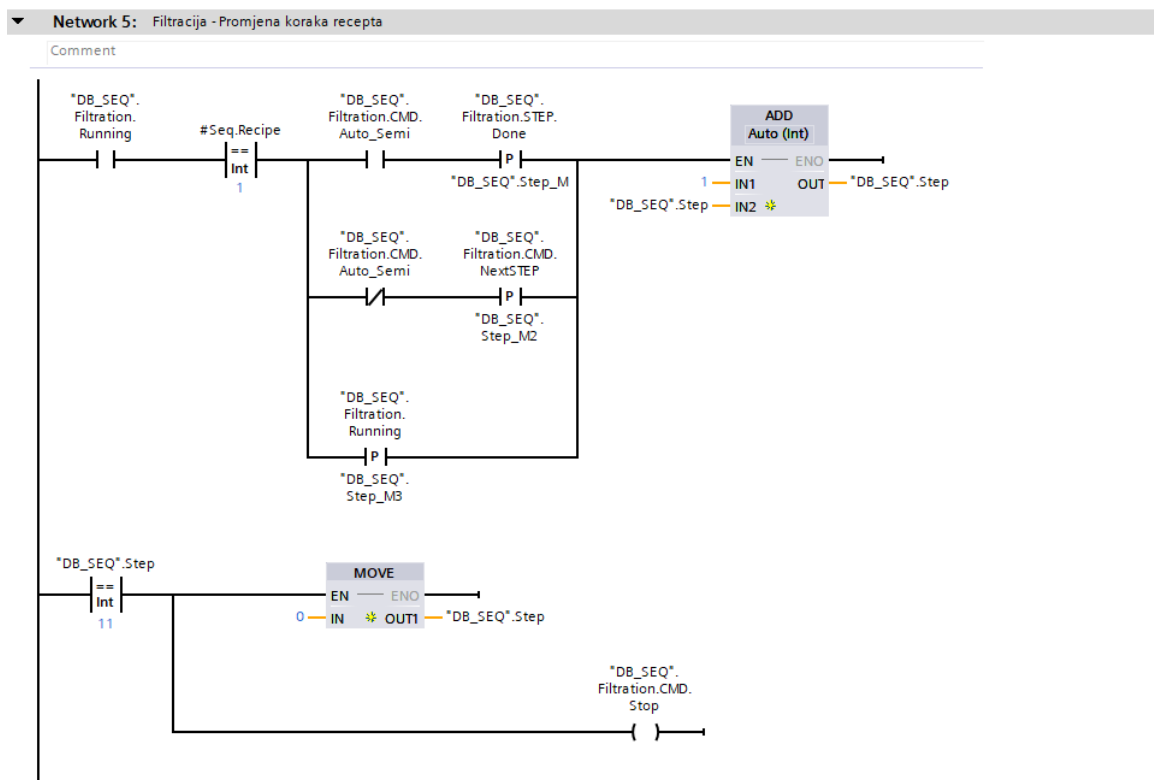 Network 5: Filtracija - Promjena koraka recepta
Comment
"DB_SEQ".
Filtration.
Running
#Seq.Recipe
==
Int
1
"DB_SEQ".
Filtration.CMD.
Auto_Semi
"DB_SEQ".
Filtration.STEP.
Done
P
"DB_SEQ".Step_M
ADD
Auto (Int)
EN ENO
1 IN1 OUT "DB_SEQ".Step
"DB_SEQ".Step IN2
"DB_SEQ".
Filtration.CMD.
Auto_Semi
"DB_SEQ".
Filtration.CMD.
NextSTEP
P
"DB_SEQ".
Step_M2
"DB_SEQ".
Filtration.
Running
P
"DB_SEQ".
Step_M3
"DB_SEQ".Step
==
Int
11
MOVE
EN ENO
0 IN OUT1 "DB_SEQ".Step
"DB_SEQ".
Filtration.CMD.
Stop